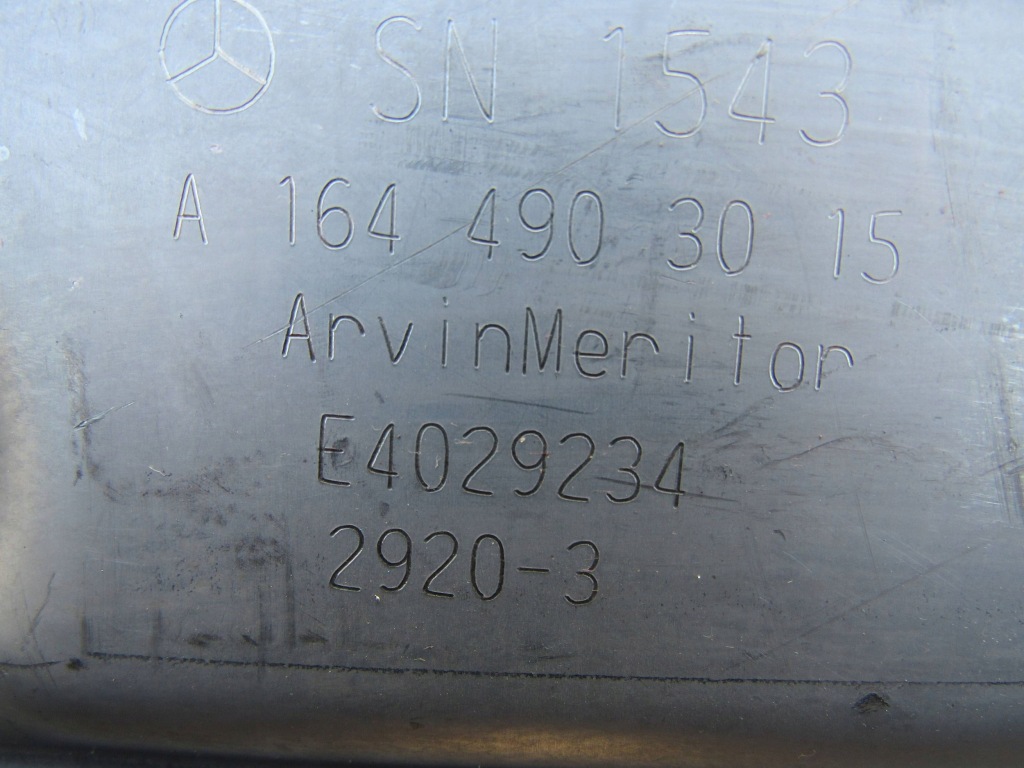 SN 1543
A 164 490 30 15
ArvinMeritor
E4029234
2920-3